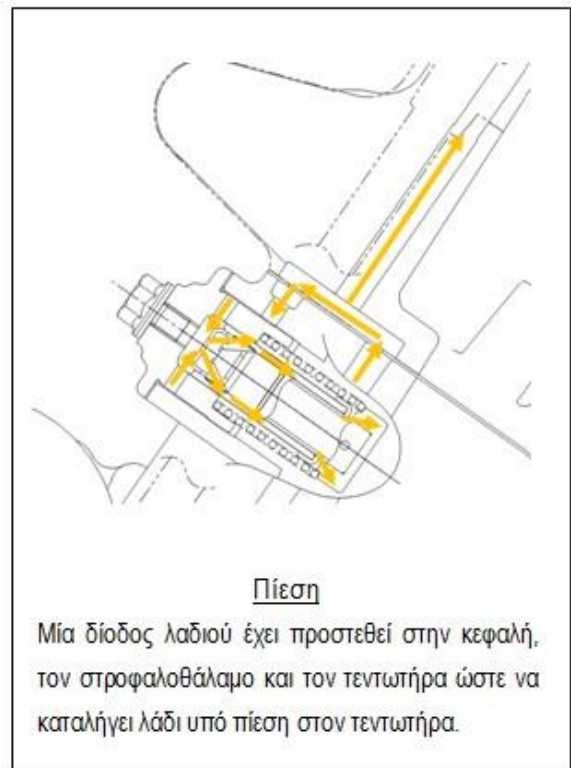 Πίεση
Μία δίοδος λαδιού έχει προστεθεί στην κεφαλή,
τον στροφαλοθάλαμο και τον τεντωτήρα ώστε να
καταλήγει λάδι υπό πίεση στον τεντωτήρα.